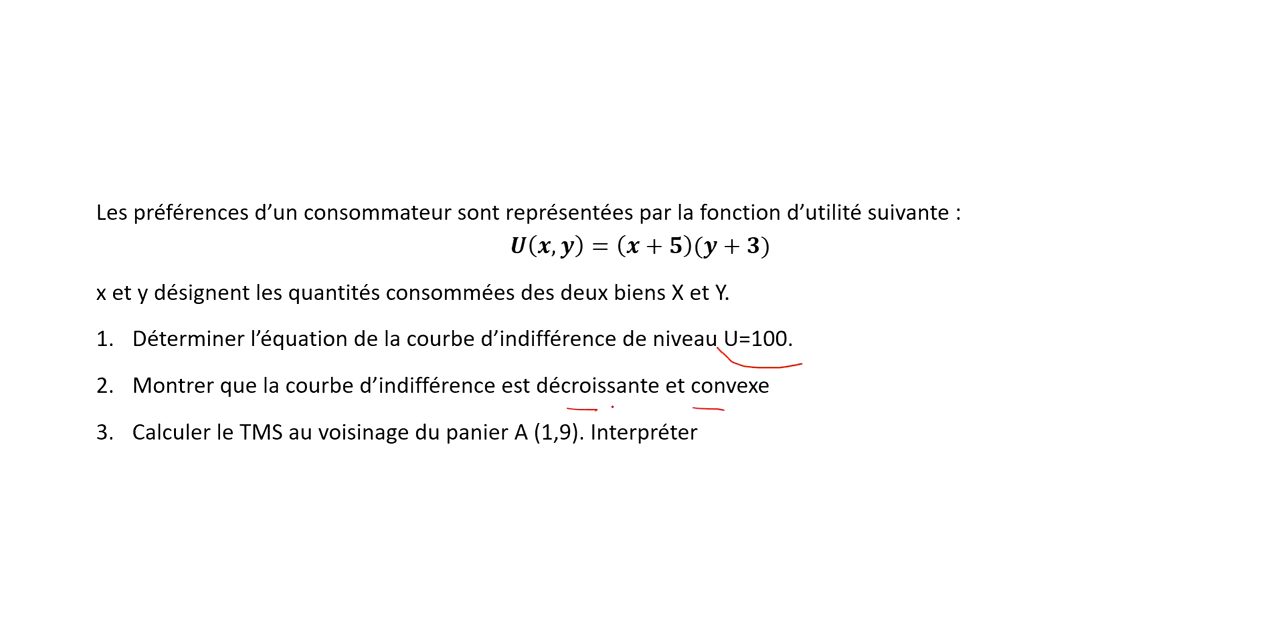 Les préférences d’un consommateur sont représentées par la fonction d’utilité suivante :
U(x, y) = (x + 5)(y + 3)
x et y désignent les quantités consommées des deux biens X et Y.
1. Déterminer l’équation de la courbe d’indifférence de niveau U=100.
2. Montrer que la courbe d’indifférence est décroissante et convexe
3. Calculer le TMS au voisinage du panier A (1,9). Interpréter